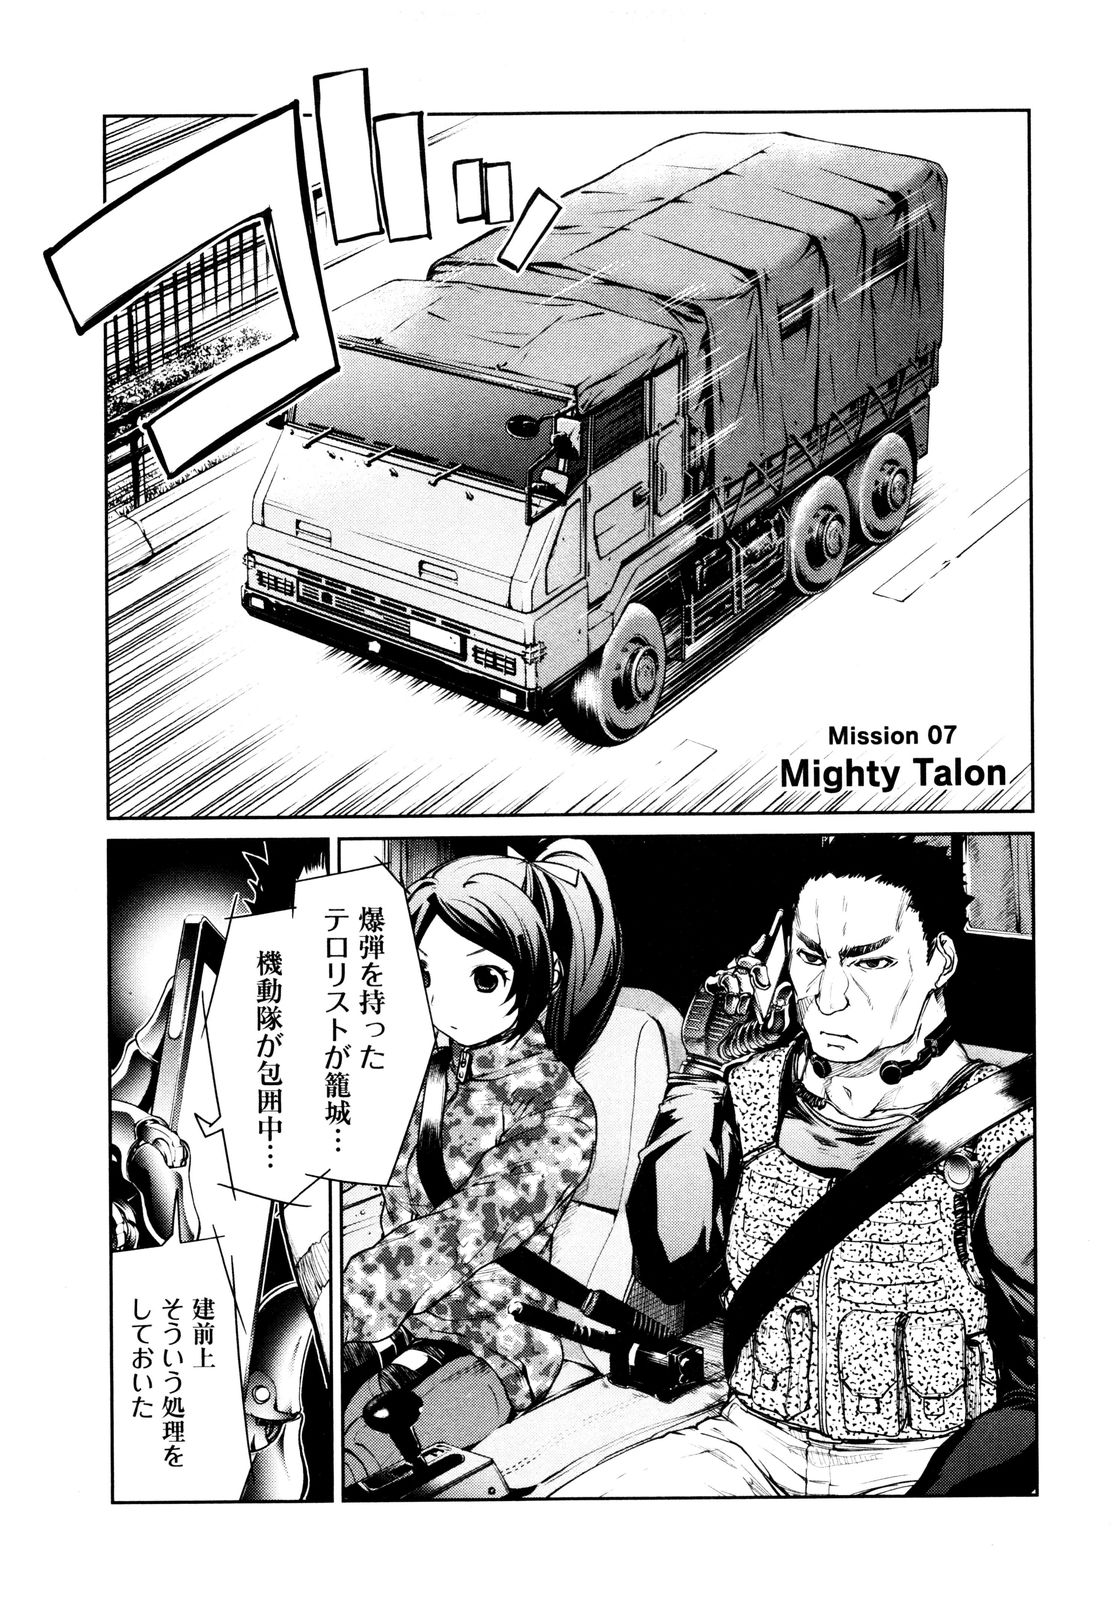 Mission 07
Mighty Talon
爆弾を持った
テロリストが籠城…
機動隊が包囲中…
建前上
そういう処理を
しておいた